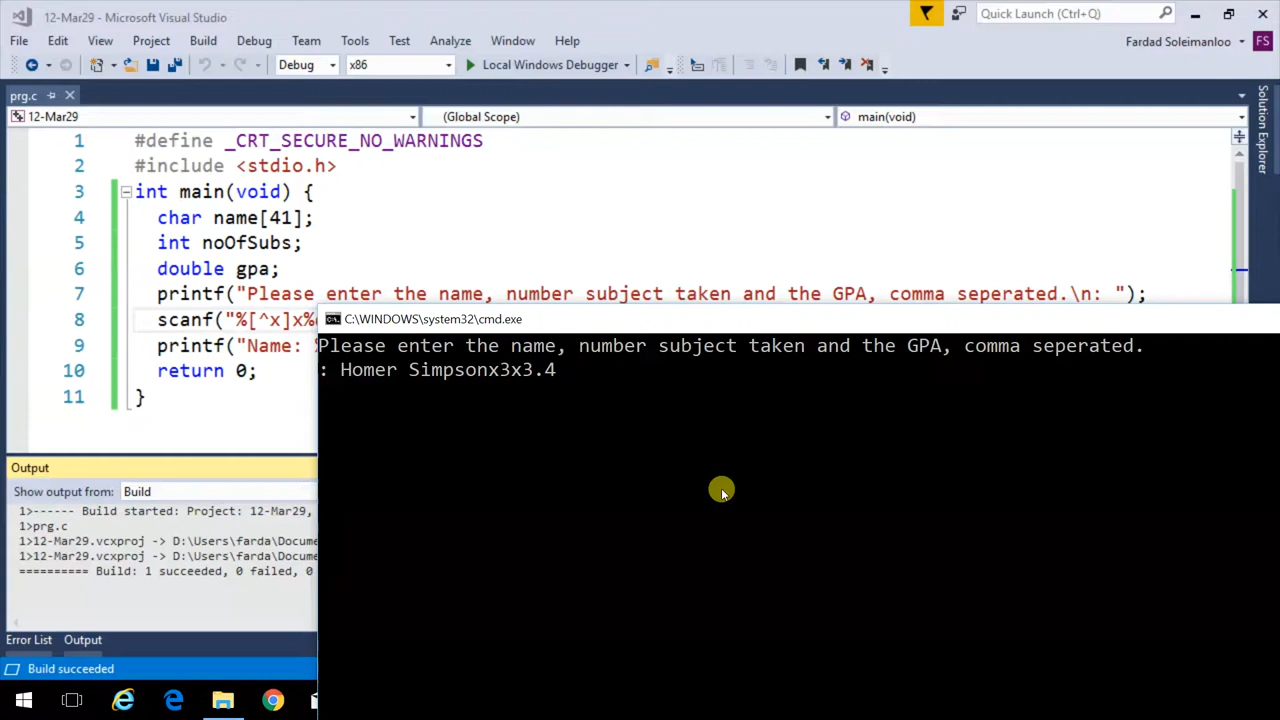 12-Mar29 - Microsoft Visual Studio
Quick Launch (Ctrl+Q)
File Edit View Project Build Debug Team Tools Test Analyze Window Help
Fardad Soleimanloo FS
Debug x86 Local Windows Debugger
prg.c
12-Mar29 (Global Scope) main(void)
Solution Explorer
1 #define _CRT_SECURE_NO_WARNINGS
2 #include <stdio.h>
3 int main(void) {
4 char name[41];
5 int noOfSubs;
6 double gpa;
7 printf("Please enter the name, number subject taken and the GPA, comma seperated.\n: ");
8 scanf("%[^x]x%
9 printf("Name:
10 return 0;
11 }
C:\WINDOWS\system32\cmd.exe
Please enter the name, number subject taken and the GPA, comma seperated.
: Homer Simpsonx3x3.4
Output
Show output from: Build
1>------ Build started: Project: 12-Mar29,
1>prg.c
1>12-Mar29.vcxproj -> D:\Users\farda\Docume
1>12-Mar29.vcxproj -> D:\Users\farda\Docume
========== Build: 1 succeeded, 0 failed, 0
Error List Output
Build succeeded